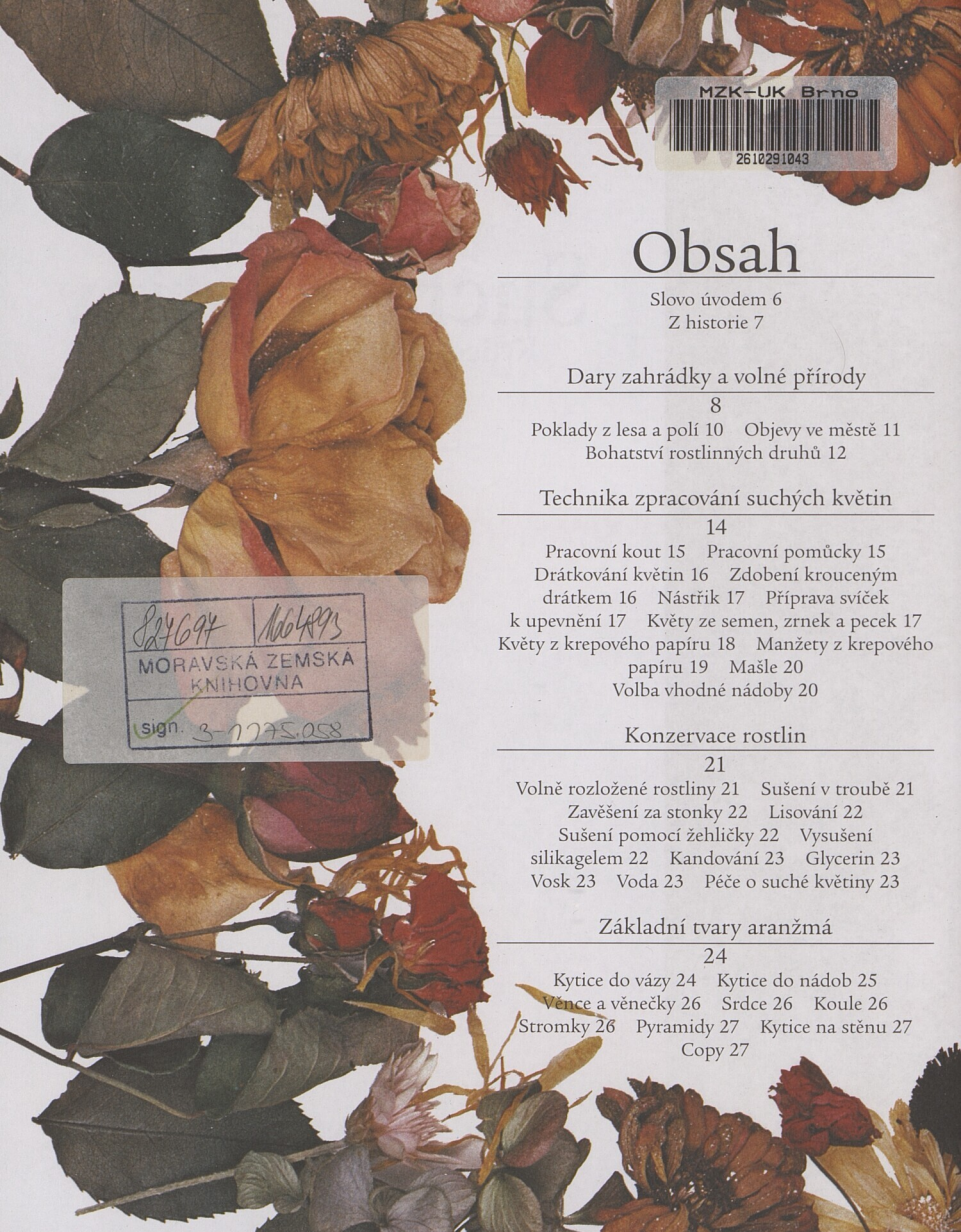 MZK-UK Brno
2610291043
Obsah
Slovo úvodem 6
Z historie 7
Dary zahrádky a volné přírody
8
Poklady z lesa a polí 10 Objevy ve městě 11
Bohatství rostlinných druhů 12
Technika zpracování suchých květin
14
Pracovní kout 15 Pracovní pomůcky 15
Drátkování květin 16 Zdobení krouceným
drátkem 16 Nástřik 17 Příprava svíček
k upevnění 17 Květy ze semen, zrnek a pecek 17
Květy z krepového papíru 18 Manžety z krepového
papíru 19 Mašle 20
Volba vhodné nádoby 20
Konzervace rostlin
21
Volně rozložené rostliny 21 Sušení v troubě 21
Zavěšení za stonky 22 Lisování 22
Sušení pomocí žehličky 22 Vysušení
silikagelem 22 Kandování 23 Glycerin 23
Vosk 23 Voda 23 Péče o suché květiny 23
Základní tvary aranžmá
24
Kytice do vázy 24 Kytice do nádob 25
Věnce a věnečky 26 Srdce 26 Koule 26
Stromky 26 Pyramidy 27 Kytice na stěnu 27
Copy 27
827697 1664893
MORAVSKÁ ZEMSKÁ
KNIHOVNA
sign. 3-1175.058